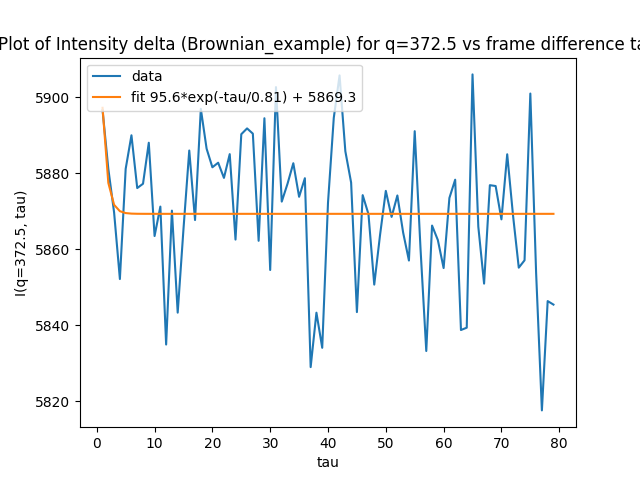 Plot of Intensity delta (Brownian_example) for q=372.5 vs frame difference ta
data
fit 95.6*exp(-tau/0.81) + 5869.3
5900
5880
5860
5840
5820
I(q=372.5, tau)
0 10 20 30 40 50 60 70 80
tau